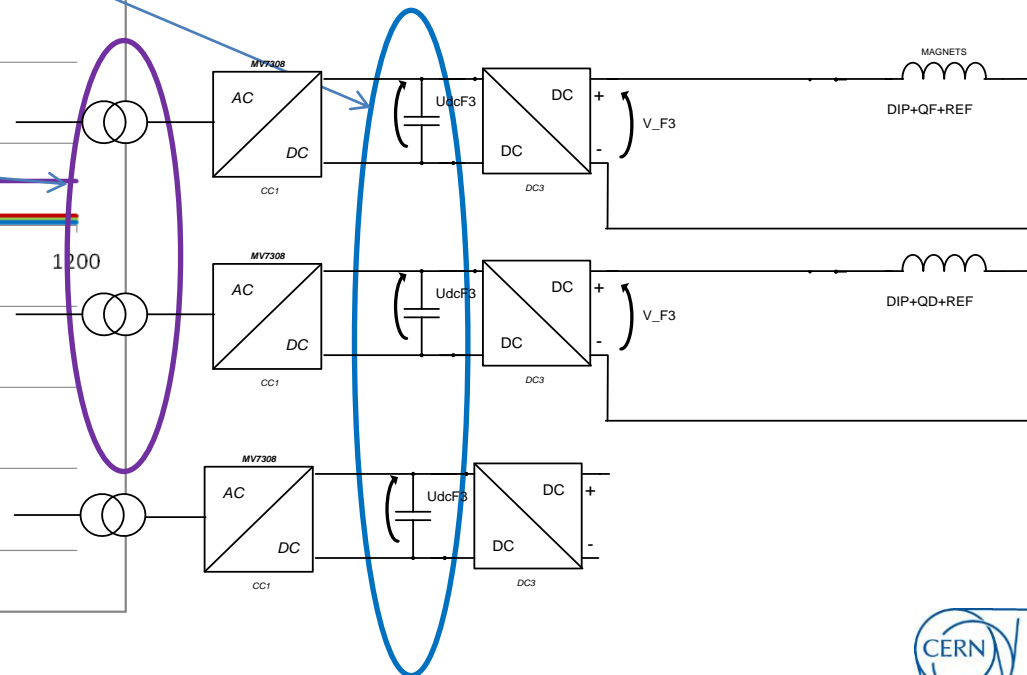 MV7308
MAGNETS
AC
UdcF3
DC
+
V_F3
DIP+QF+REF
DC
DC
-
CC1
DC3
1200
MV7308
AC
UdcF3
DC
+
V_F3
DIP+QD+REF
DC
DC
-
CC1
DC3
MV7308
AC
UdcF3
DC
+
DC
DC
-
CC1
DC3
CERN